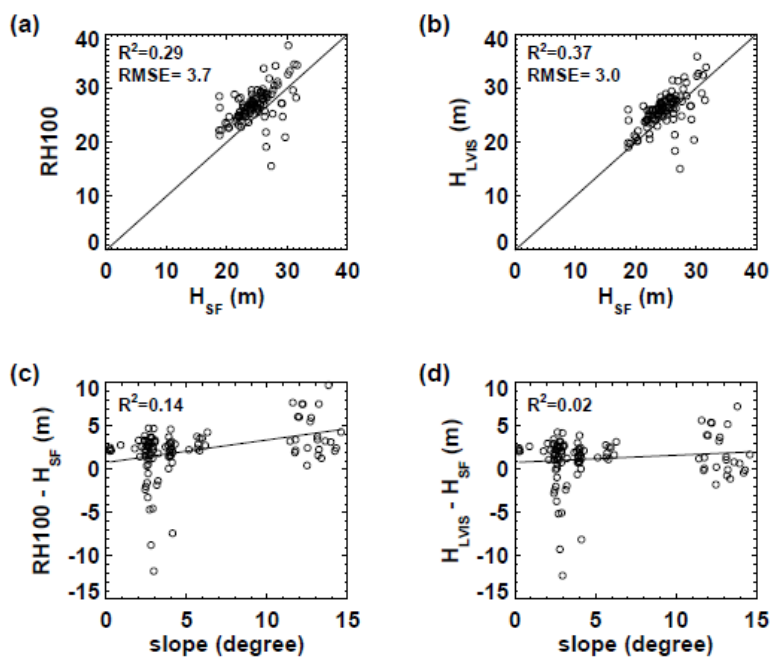 (a)
R²=0.29
RMSE= 3.7
40
30
20
10
0
RH100
0 10 20 30 40
H_SF (m)
(b)
R²=0.37
RMSE= 3.0
40
30
20
10
0
H_LVIS (m)
0 10 20 30 40
H_SF (m)
(c)
R²=0.14
10
5
0
-5
-10
-15
RH100 - H_SF (m)
0 5 10 15
slope (degree)
(d)
R²=0.02
10
5
0
-5
-10
-15
H_LVIS - H_SF (m)
0 5 10 15
slope (degree)